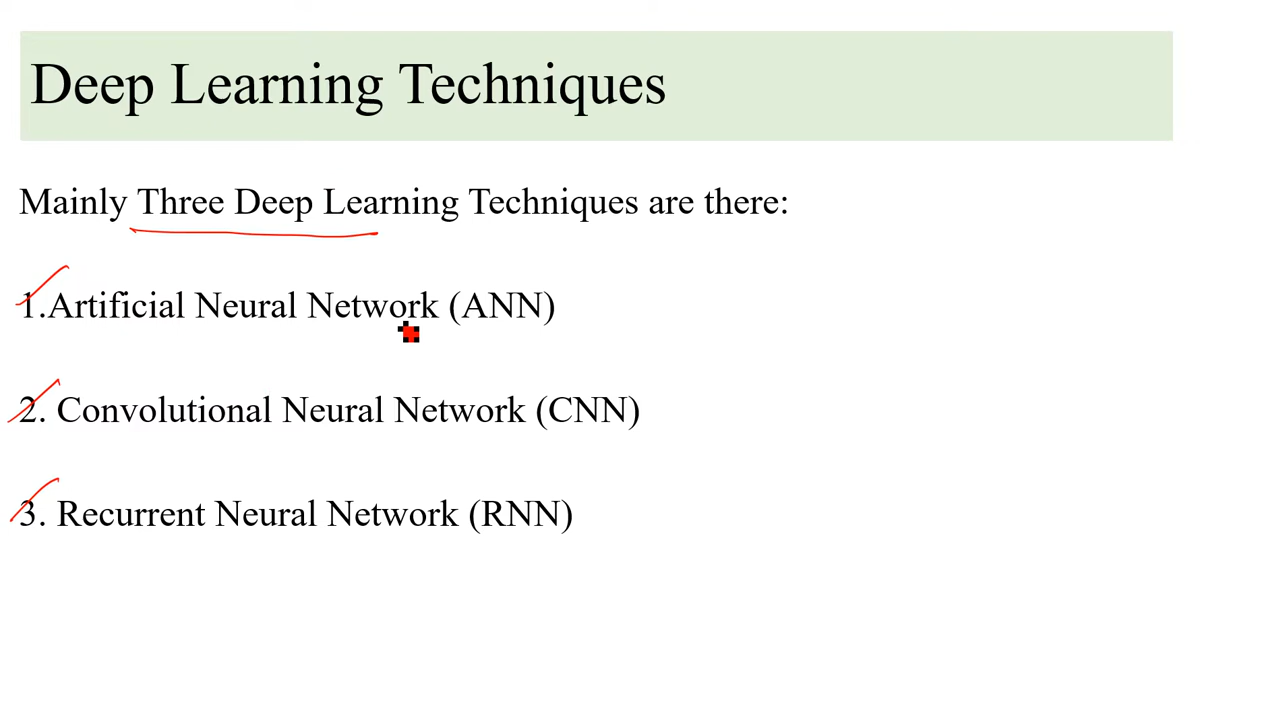 Deep Learning Techniques
Mainly Three Deep Learning Techniques are there:
1.Artificial Neural Network (ANN)
2. Convolutional Neural Network (CNN)
3. Recurrent Neural Network (RNN)